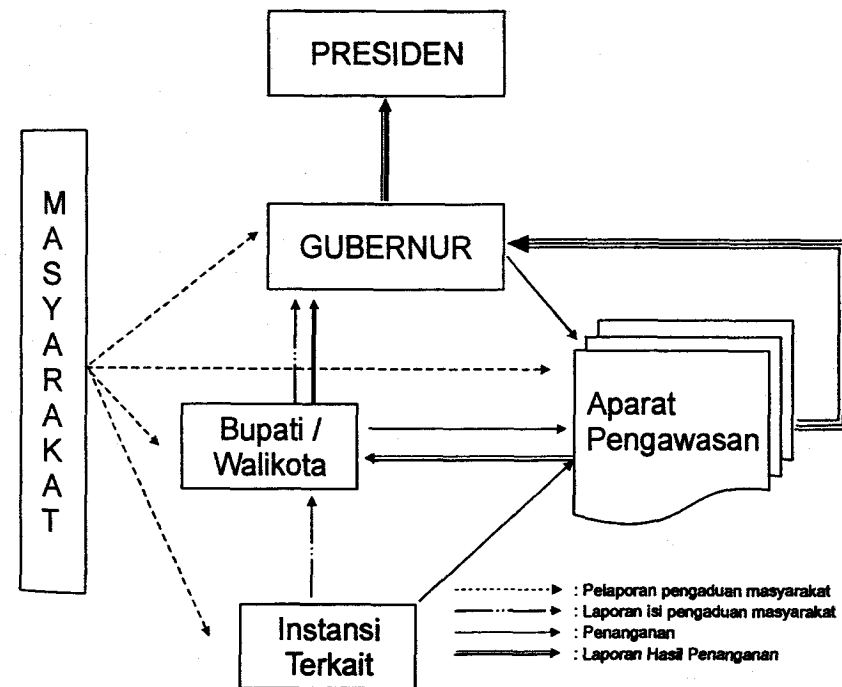 PRESIDEN
MASYARAKAT
GUBERNUR
Aparat
Pengawasan
Bupati /
Walikota
Instansi
Terkait
: Pelaporan pengaduan masyarakat
: Laporan isi pengaduan masyarakat
: Penanganan
: Laporan Hasil Penanganan